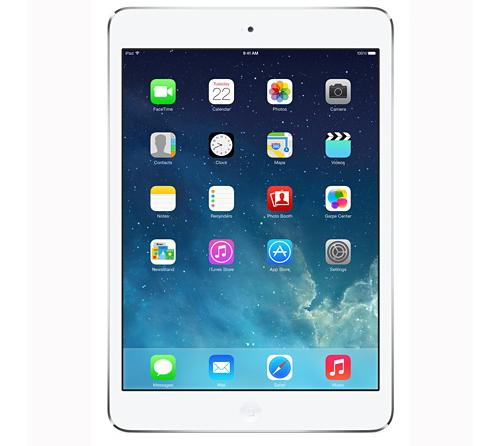 iPad 9:41 AM 100%
FaceTime Tuesday 22 Calendar Photos Camera
Contacts Clock Maps Videos
Notes Reminders Photo Booth Game Center
Newsstand iTunes Store App Store Settings
Messages Mail Safari Music